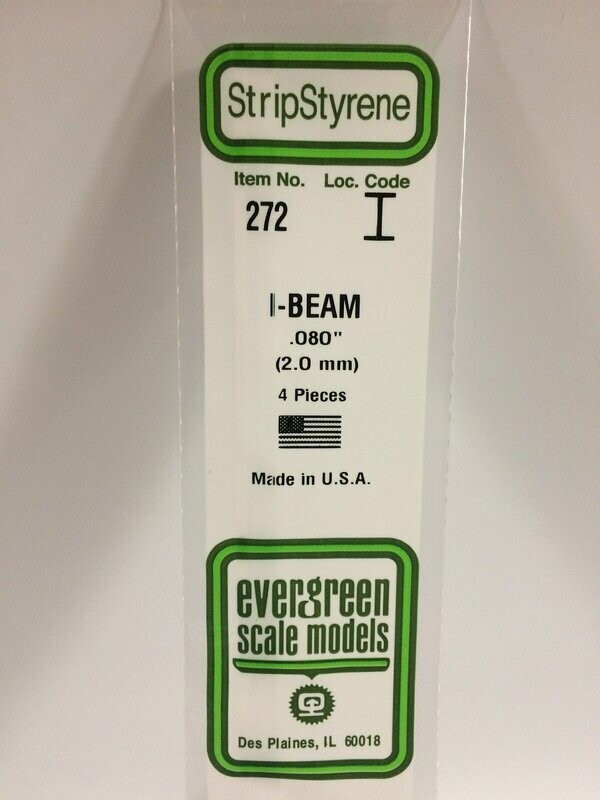 StripStyrene
Item No. Loc. Code
272 I
I-BEAM
.080"
(2.0 mm)
4 Pieces
Made in U.S.A.
evergreen
scale models
Des Plaines, IL 60018